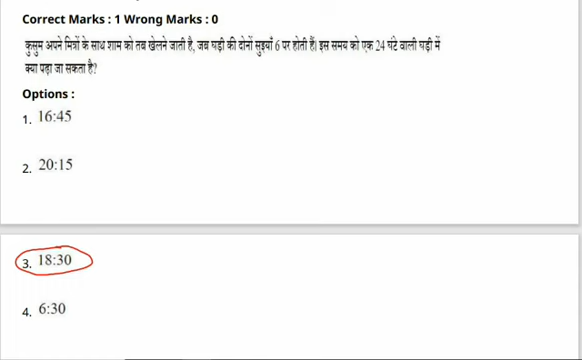 Correct Marks : 1 Wrong Marks : 0
कुसुम अपने मित्रों के साथ शाम को तब खेलने जाती है, जब घड़ी की दोनों सुइयाँ 6 पर होती हैं। इस समय को एक 24 घंटे वाली घड़ी में
क्या पढ़ा जा सकता है?
Options :
1. 16:45
2. 20:15
3. 18:30
4. 6:30